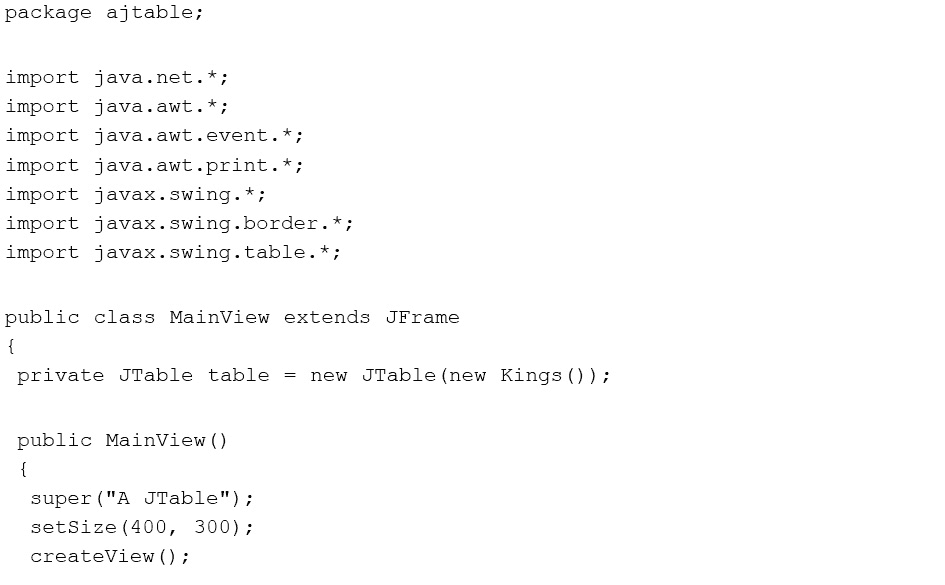 package ajtable;
import java.net.*;
import java.awt.*;
import java.awt.event.*;
import java.awt.print.*;
import javax.swing.*;
import javax.swing.border.*;
import javax.swing.table.*;
public class MainView extends JFrame
{
private JTable table = new JTable(new Kings());
public MainView()
{
super("A JTable");
setSize(400, 300);
createView();